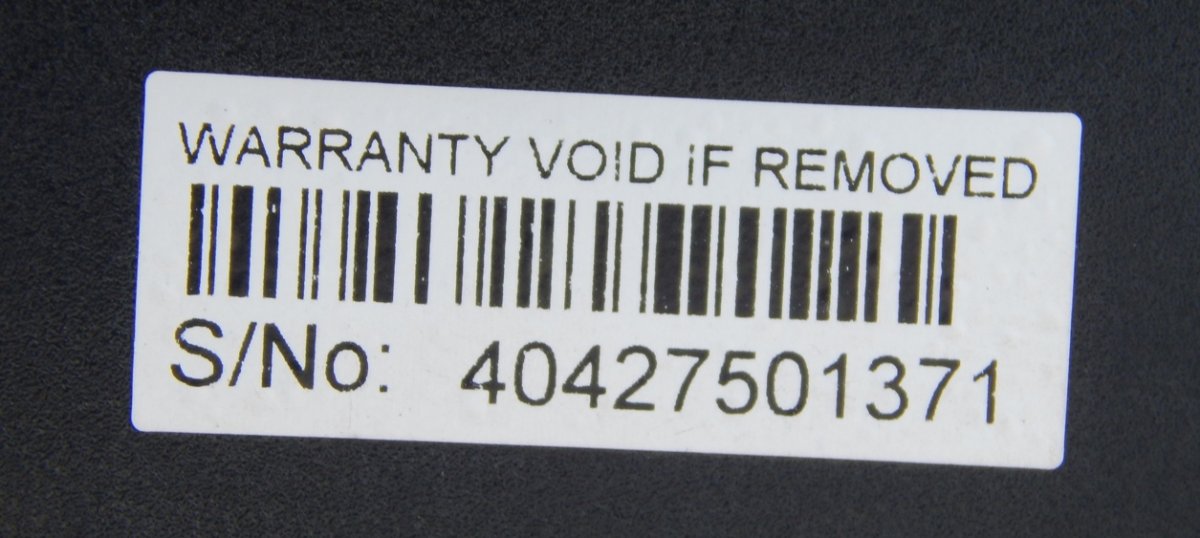 WARRANTY VOID iF REMOVED
S/No: 40427501371